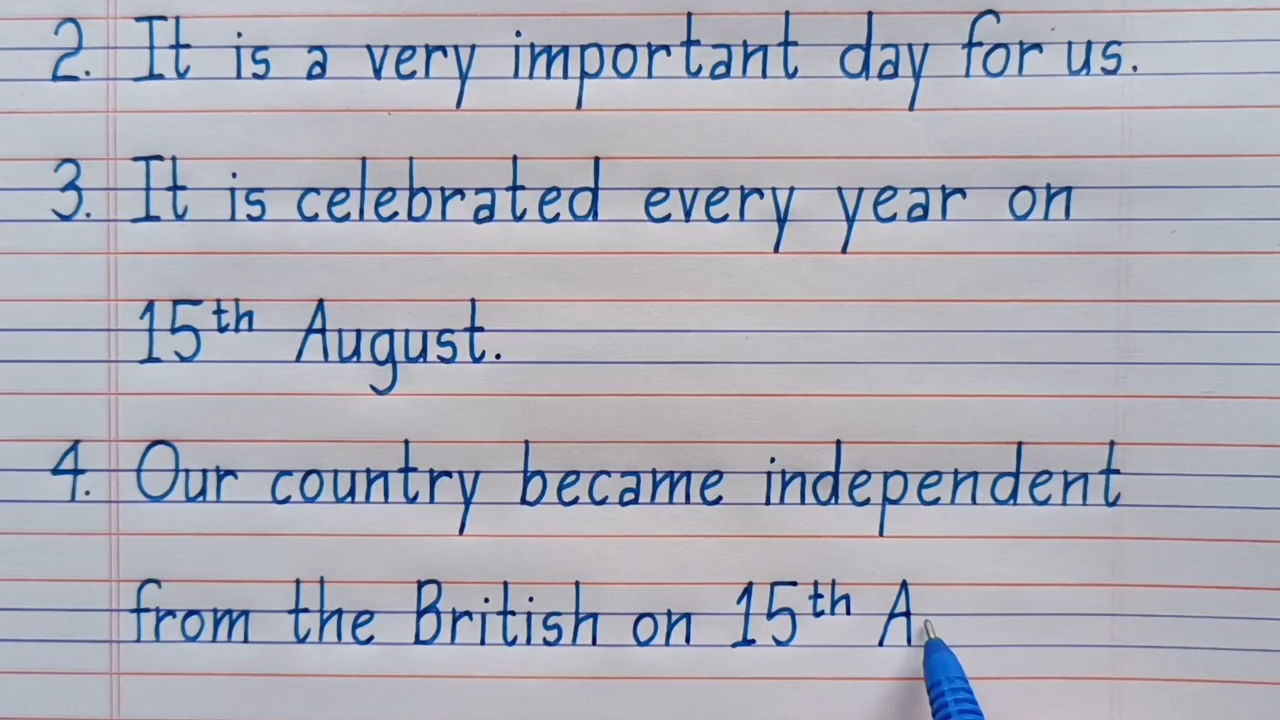 2. It is a very important day for us.
3. It is celebrated every year on
15th August.
4. Our country became independent
from the British on 15th A